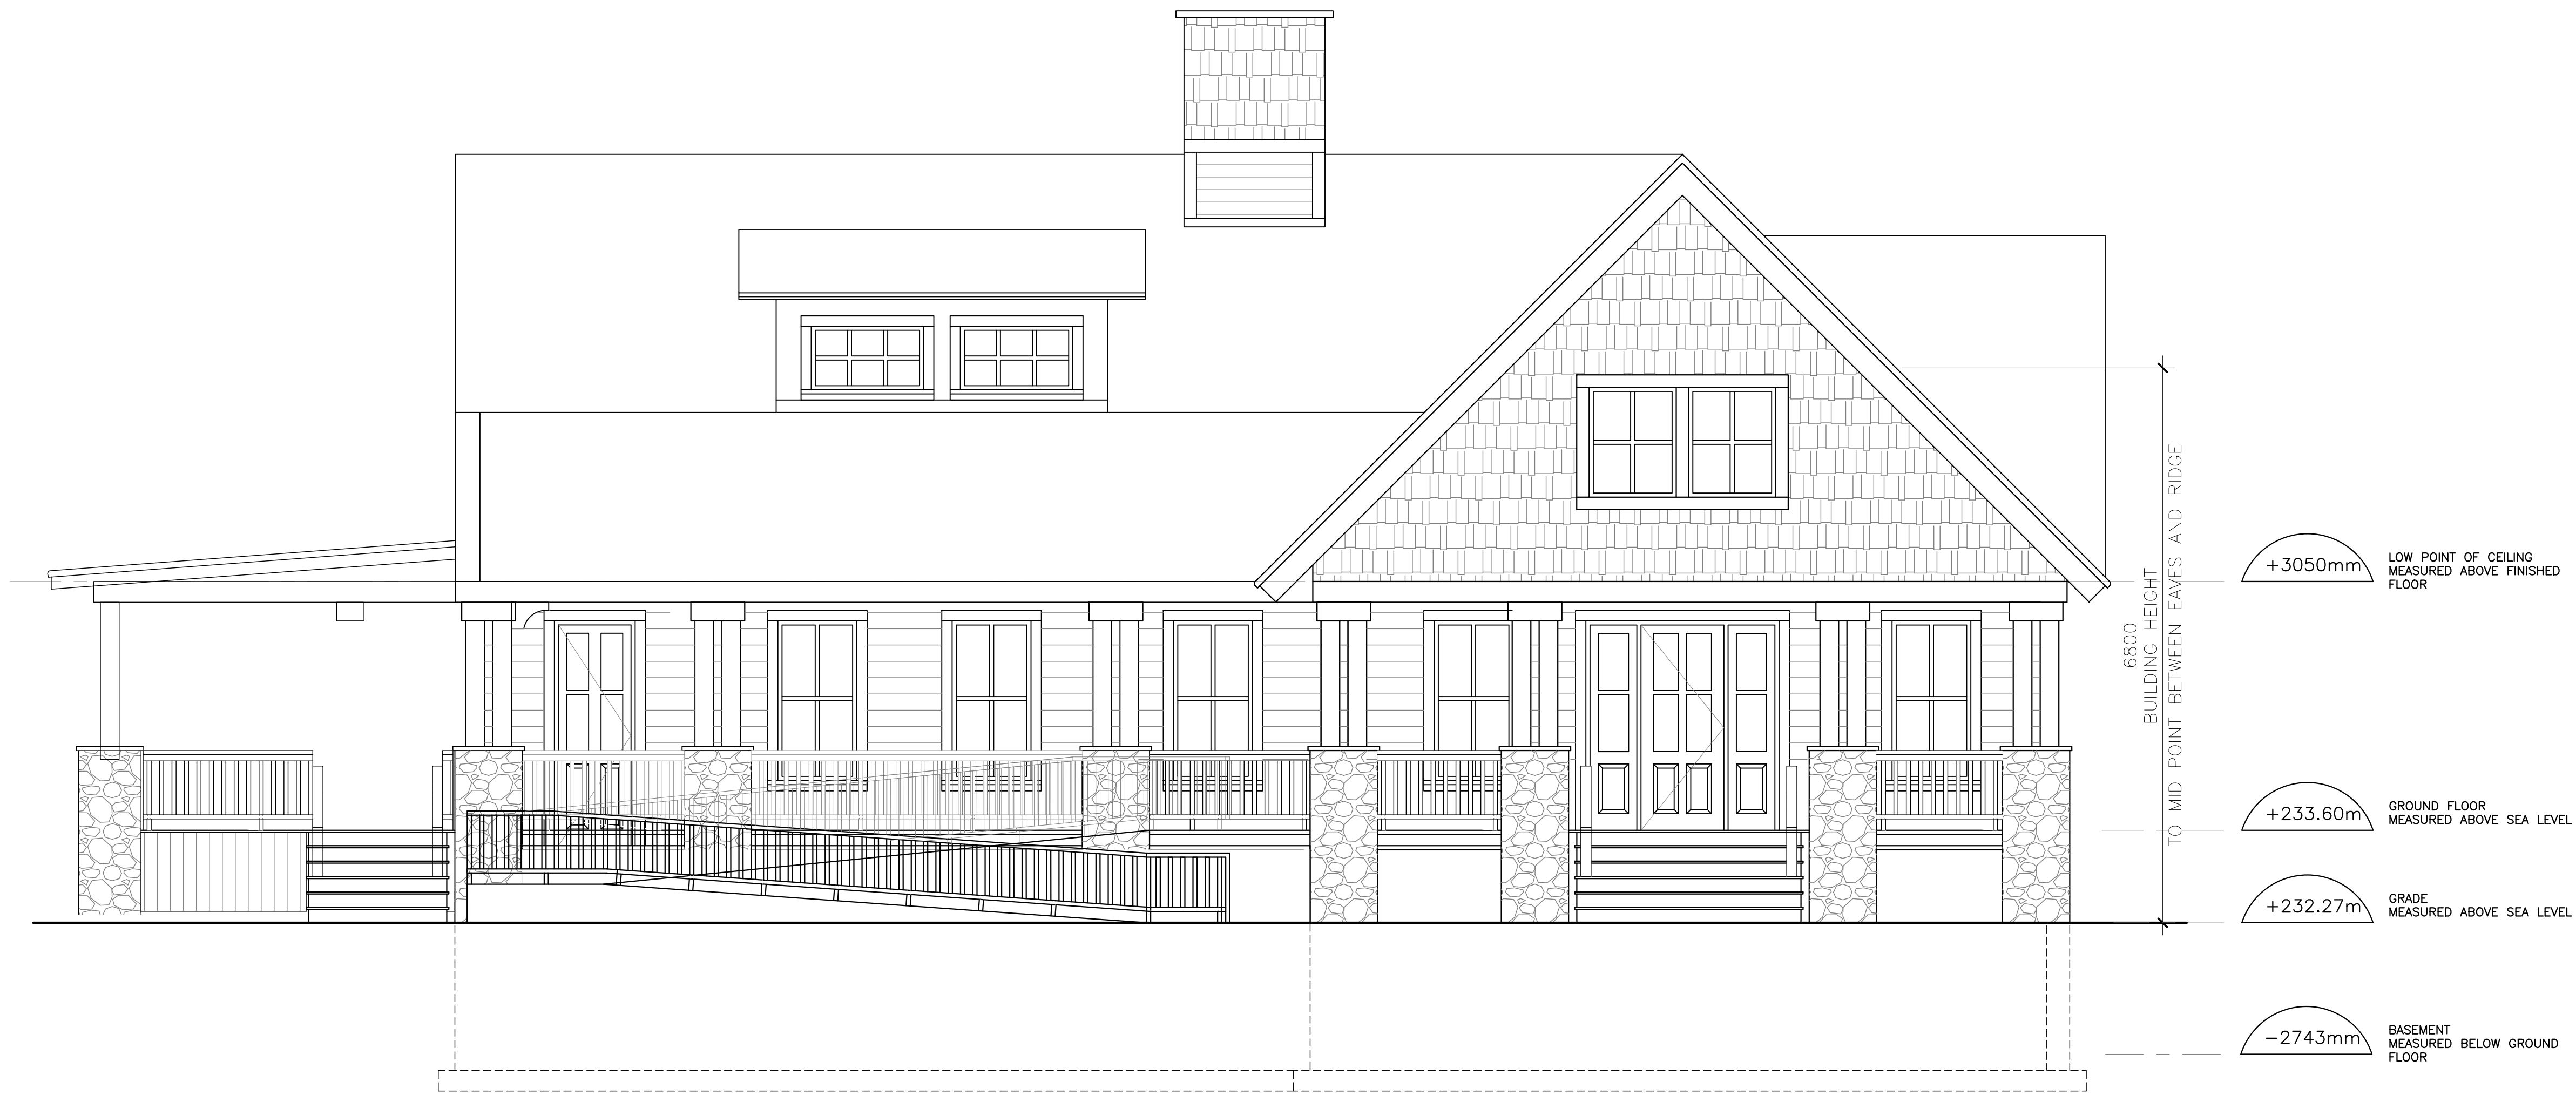 6800
BUILDING HEIGHT
TO MID POINT BETWEEN EAVES AND RIDGE
+3050mm
LOW POINT OF CEILING
MEASURED ABOVE FINISHED
FLOOR
+233.60m
GROUND FLOOR
MEASURED ABOVE SEA LEVEL
+232.27m
GRADE
MEASURED ABOVE SEA LEVEL
-2743mm
BASEMENT
MEASURED BELOW GROUND
FLOOR